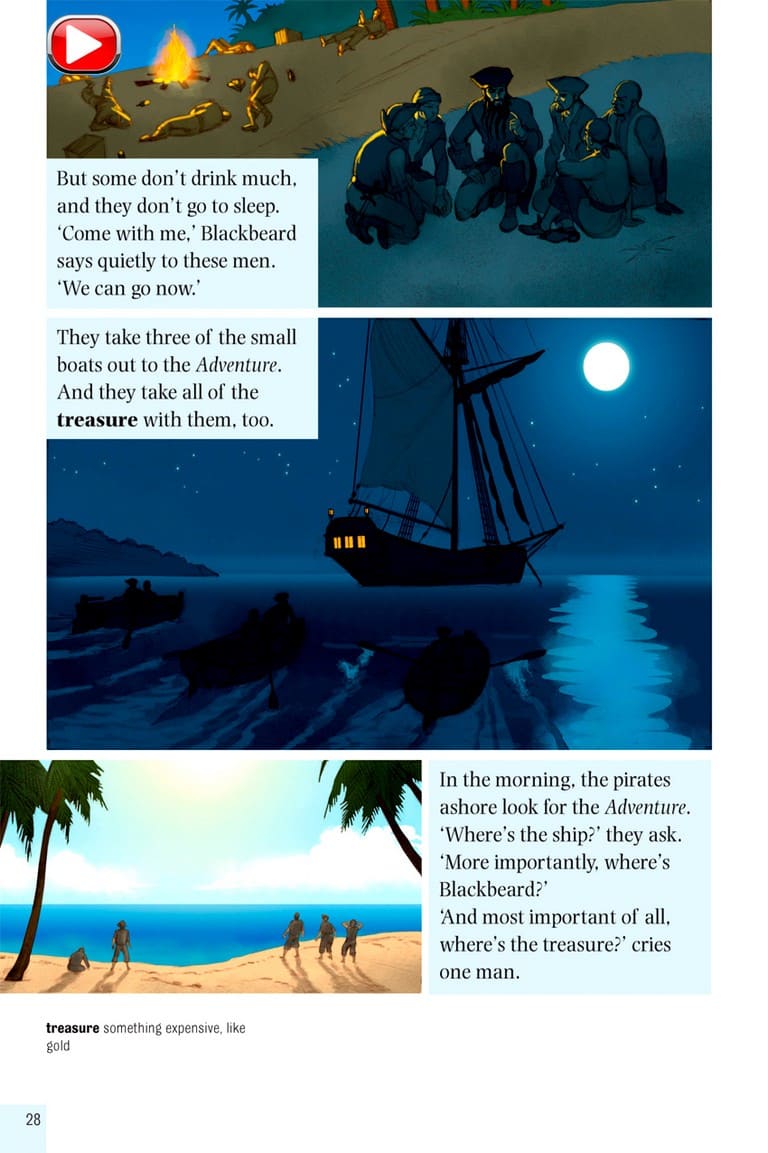 But some don’t drink much,
and they don’t go to sleep.
‘Come with me,’ Blackbeard
says quietly to these men.
‘We can go now.’
They take three of the small
boats out to the Adventure.
And they take all of the
treasure with them, too.
In the morning, the pirates
ashore look for the Adventure.
‘Where’s the ship?’ they ask.
‘More importantly, where’s
Blackbeard?’
‘And most important of all,
where’s the treasure?’ cries
one man.
treasure something expensive, like
gold
28